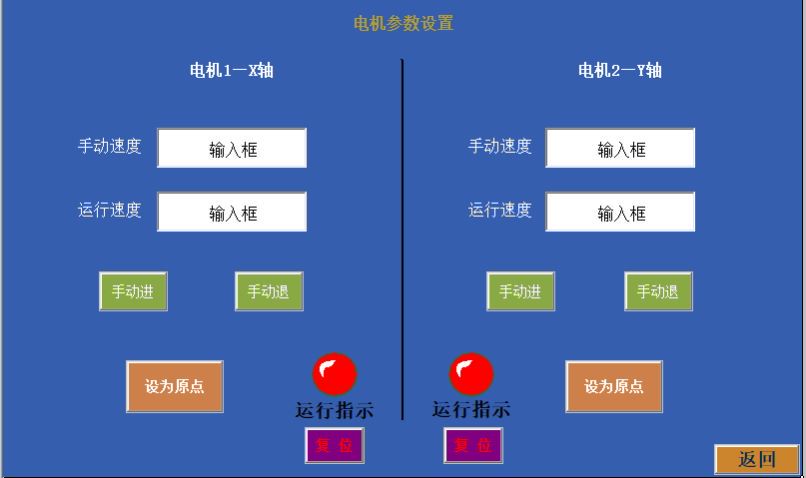 电机参数设置
电机1一X轴
手动速度 输入框
运行速度 输入框
手动进 手动退
设为原点
运行指示
复位
电机2一Y轴
手动速度 输入框
运行速度 输入框
手动进 手动退
设为原点
运行指示
复位
返回